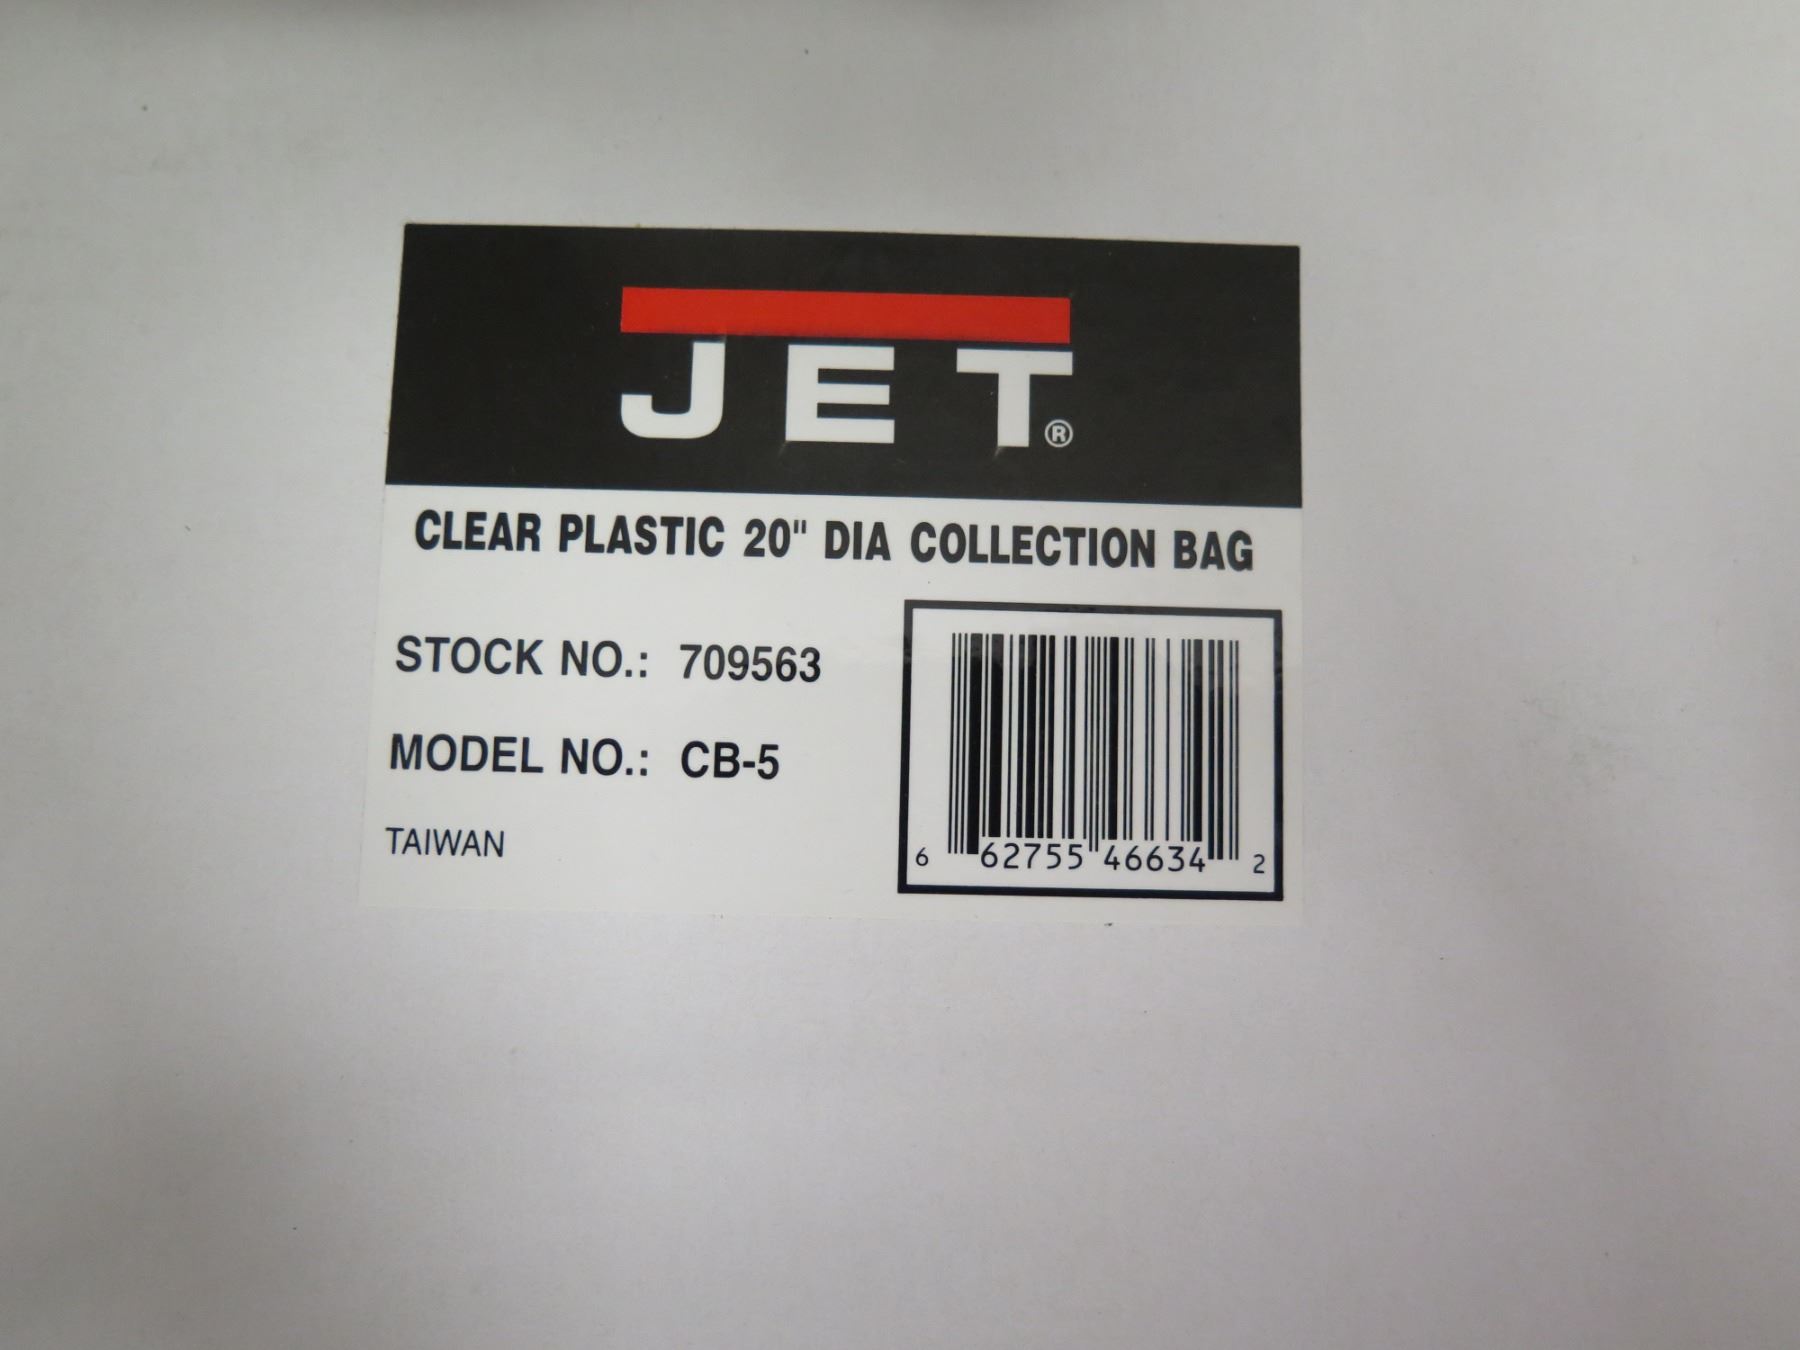 JET®
CLEAR PLASTIC 20" DIA COLLECTION BAG
STOCK NO.: 709563
MODEL NO.: CB-5
TAIWAN
6 62755 46634 2